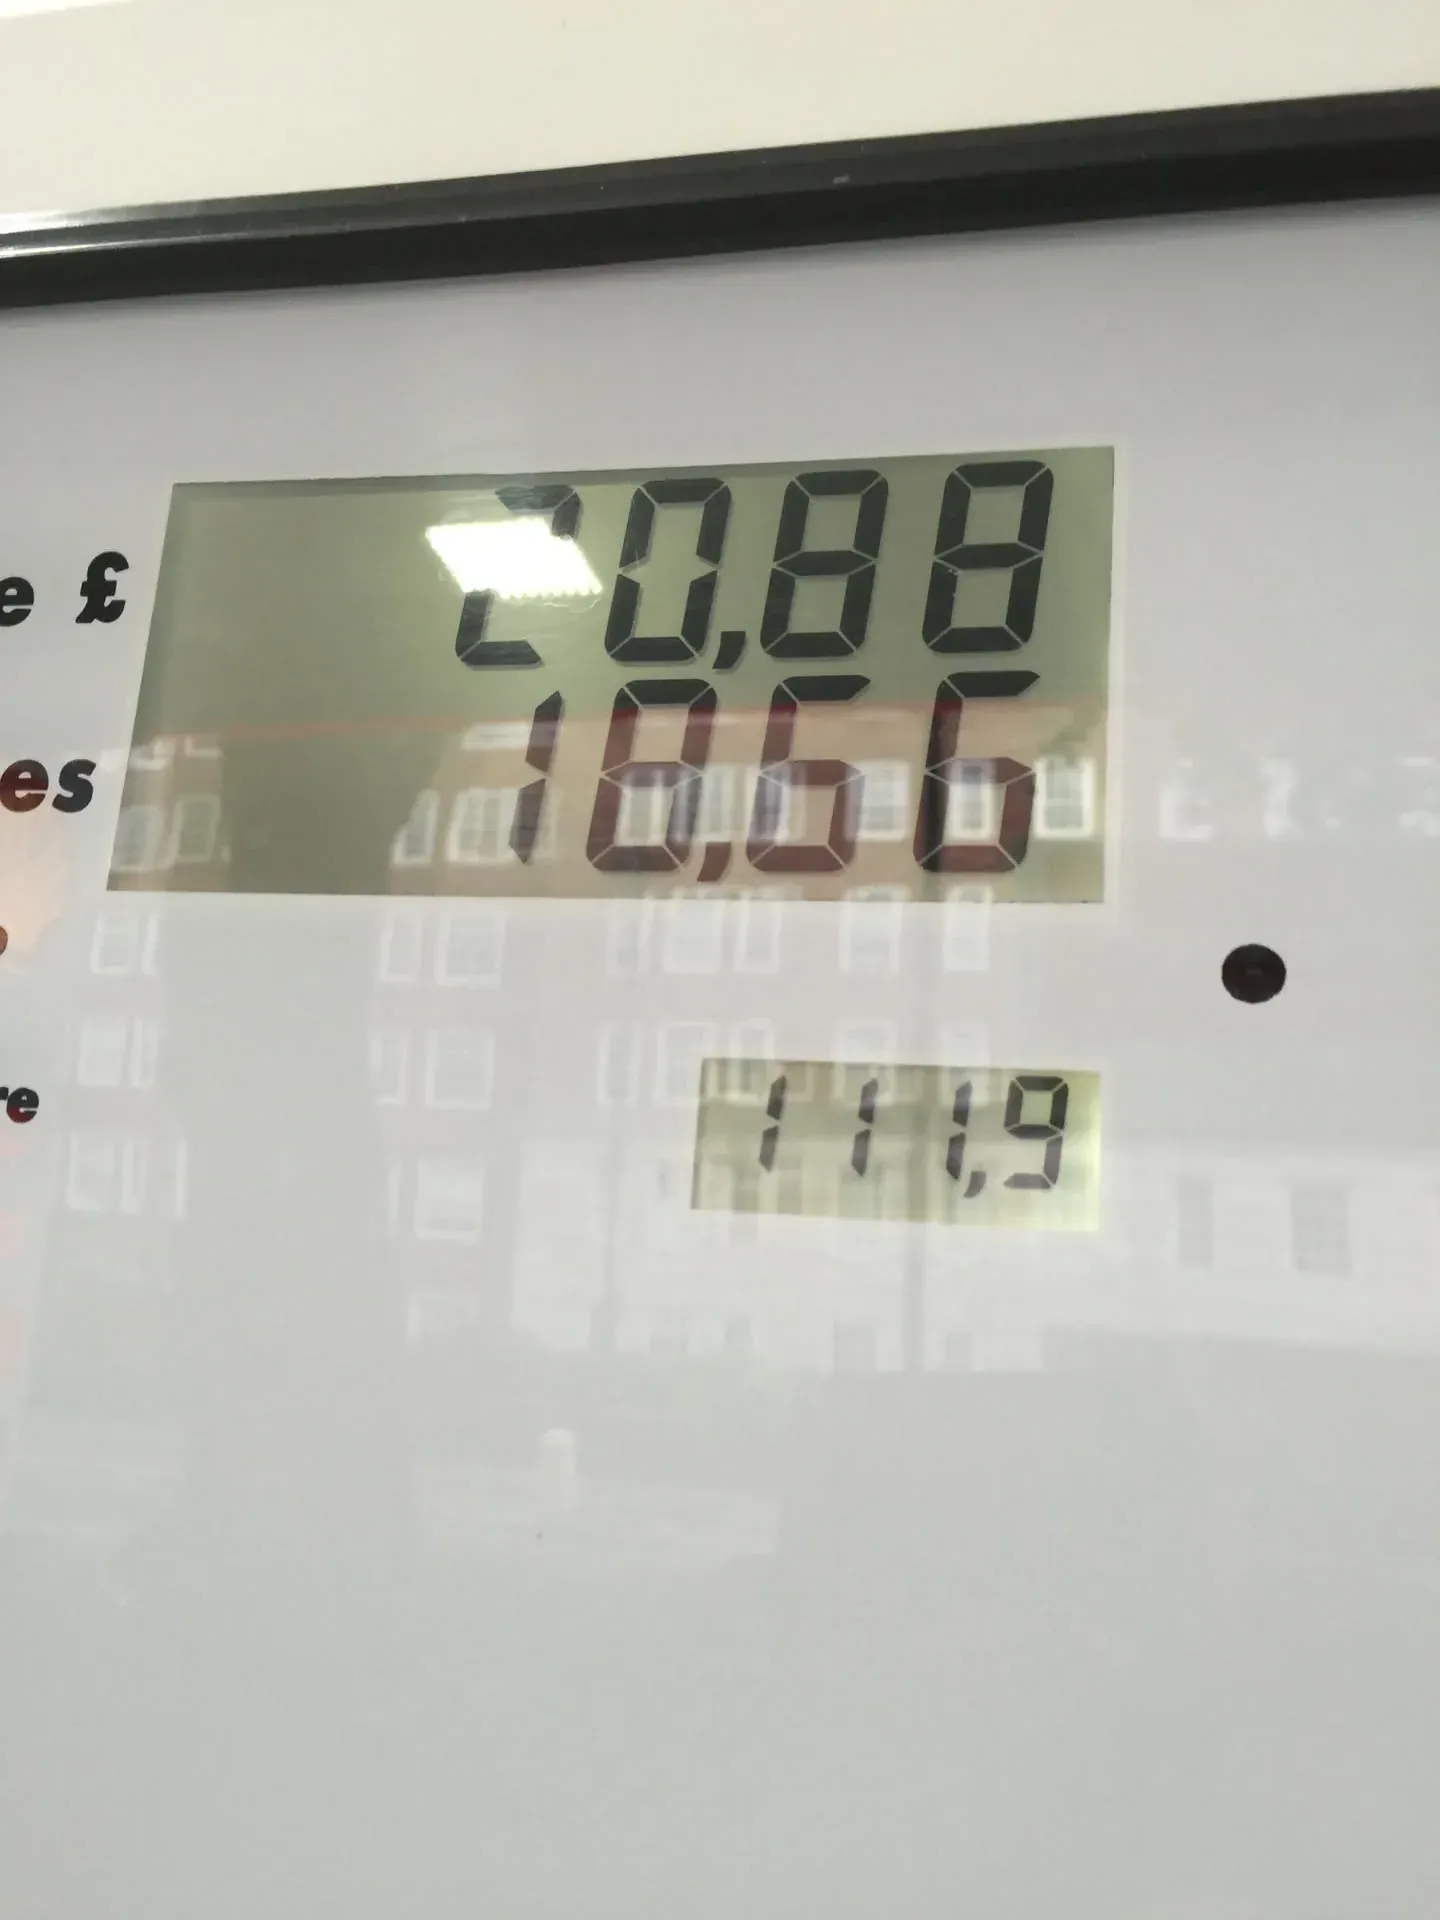 e £ 20,88
es 18,66
re 111,9